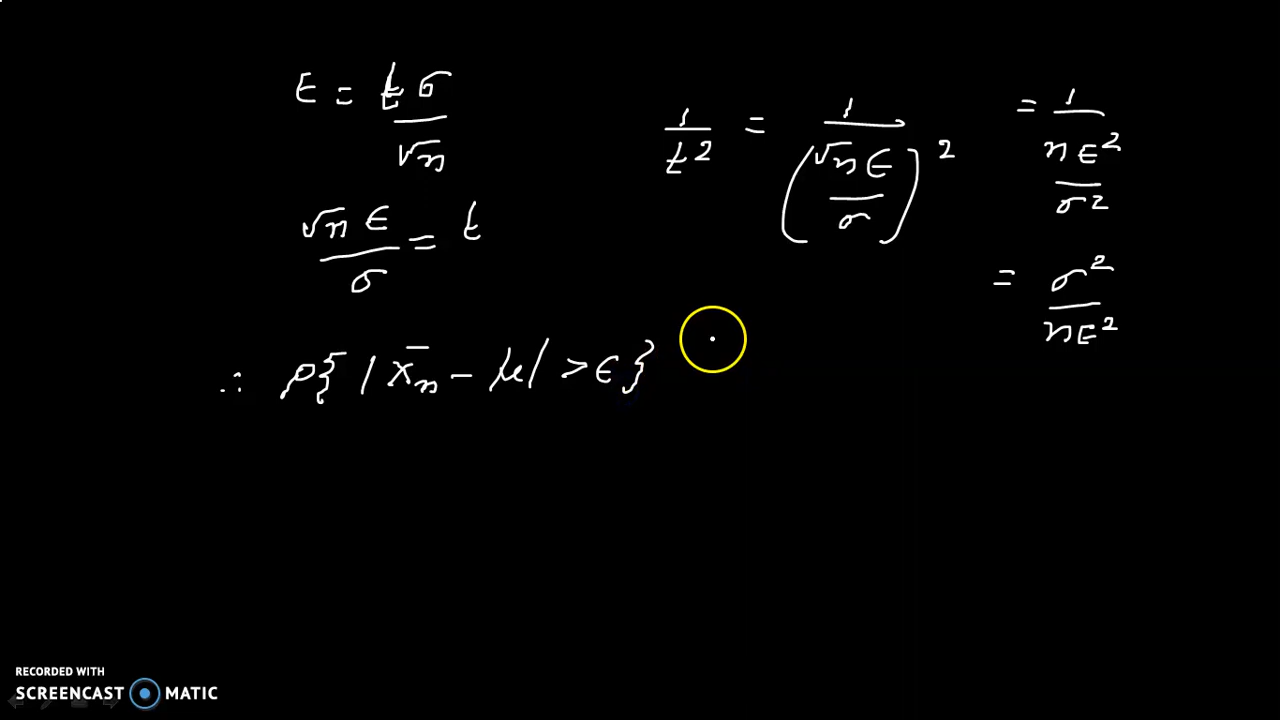 ϵ = tσ / √n
√n ϵ / σ = t
1 / t² = 1 / (√n ϵ / σ)² = 1 / (nϵ² / σ²)
= σ² / nϵ²
∴ P{ | X̄n - μ | > ϵ }
RECORDED WITH
SCREENCAST MATIC